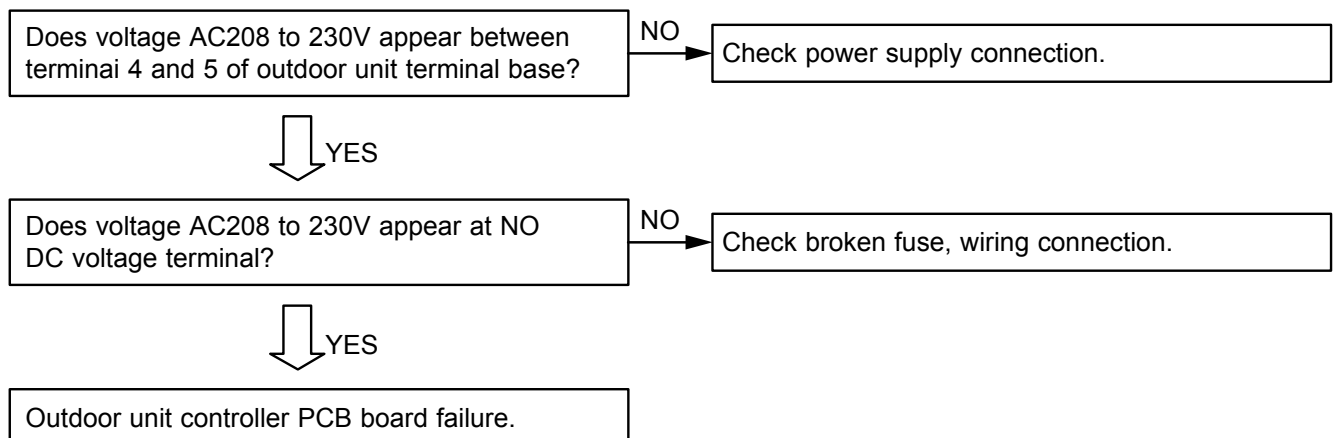 Does voltage AC208 to 230V appear between
terminai 4 and 5 of outdoor unit terminal base?
NO
Check power supply connection.
YES
Does voltage AC208 to 230V appear at NO
DC voltage terminal?
NO
Check broken fuse, wiring connection.
YES
Outdoor unit controller PCB board failure.